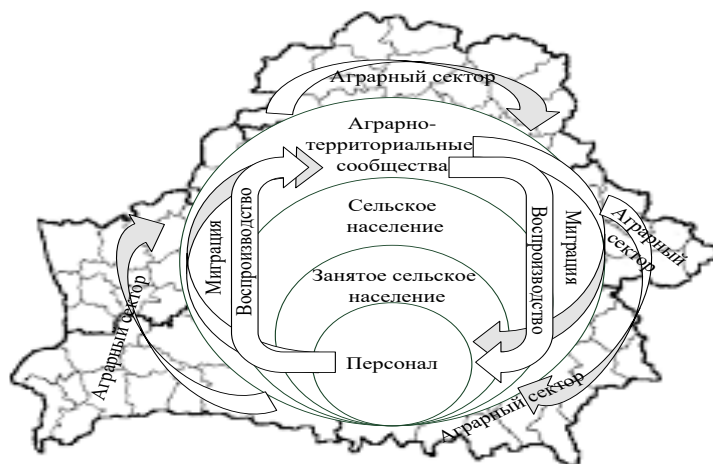 Аграрный сектор
Аграрно-
территориальные
сообщества
Сельское
население
Занятое сельское
население
Персонал
Миграция
Воспроизводство
Воспроизводство
Миграция
Аграрный сектор
Аграрный
сектор
Аграрный сектор